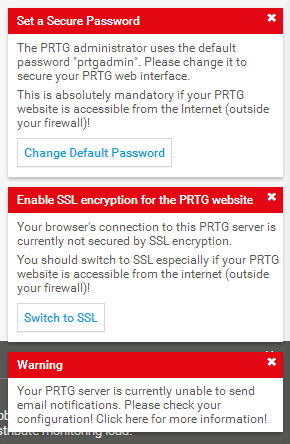 Set a Secure Password
The PRTG administrator uses the default
password "prtgadmin". Please change it to
secure your PRTG web interface.
This is absolutely mandatory if your PRTG
website is accessible from the Internet (outside
your firewall)!
Change Default Password
Enable SSL encryption for the PRTG website
Your browser's connection to this PRTG server is
currently not secured by SSL encryption.
You should switch to SSL especially if your PRTG
website is accessible from the internet (outside
your firewall)!
Switch to SSL
Warning
Your PRTG server is currently unable to send
email notifications. Please check your
configuration! Click here for more information!
monitoring load.